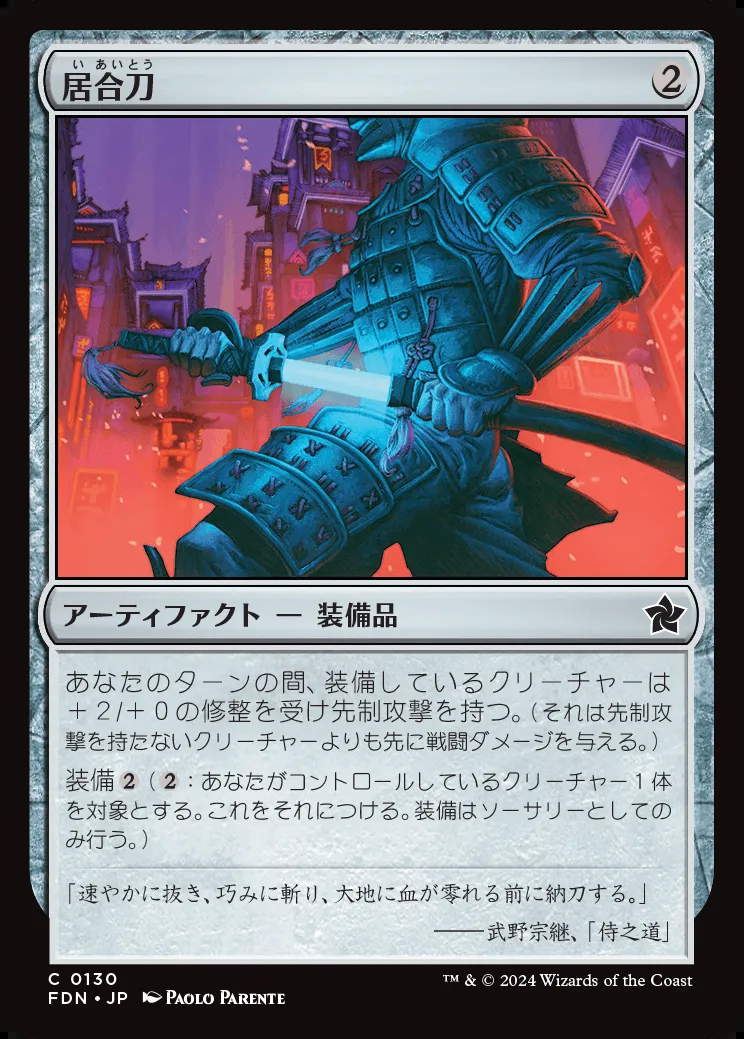 い あいとう
居合刀
2
アーティファクト ― 装備品
あなたのターンの間、装備しているクリーチャーは
＋２/＋０の修整を受け先制攻撃を持つ。（それは先制攻
撃を持たないクリーチャーよりも先に戦闘ダメージを与える。）
装備2（2：あなたがコントロールしているクリーチャー１体
を対象とする。これをそれにつける。装備はソーサリーとしての
み行う。）
「速やかに抜き、巧みに斬り、大地に血が零れる前に納刀する。」
――武野宗継、「侍之道」
C 0130
FDN • JP Paolo Parente
™ & © 2024 Wizards of the Coast